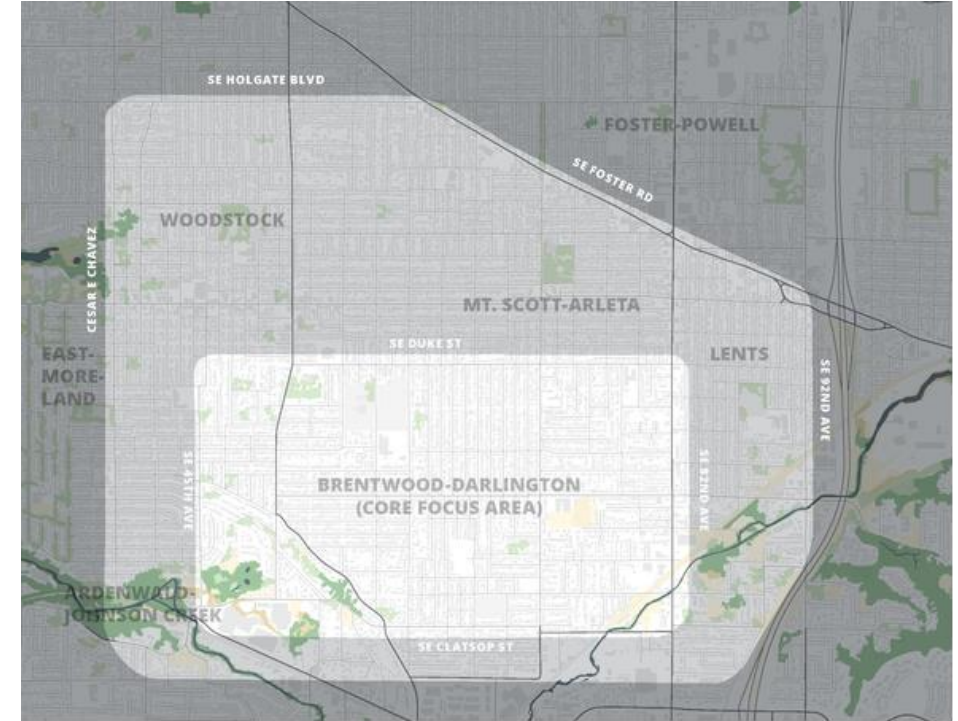 SE HOLGATE BLVD
FOSTER-POWELL
SE FOSTER RD
WOODSTOCK
CESAR E CHAVEZ
MT. SCOTT-ARLETA
SE DUKE ST
EAST-
MORE-
LAND
LENTS
SE 92ND AVE
SE 45TH AVE
BRENTWOOD-DARLINGTON
(CORE FOCUS AREA)
SE 82ND AVE
ARDENWALD-
JOHNSON CREEK
SE CLATSOP ST